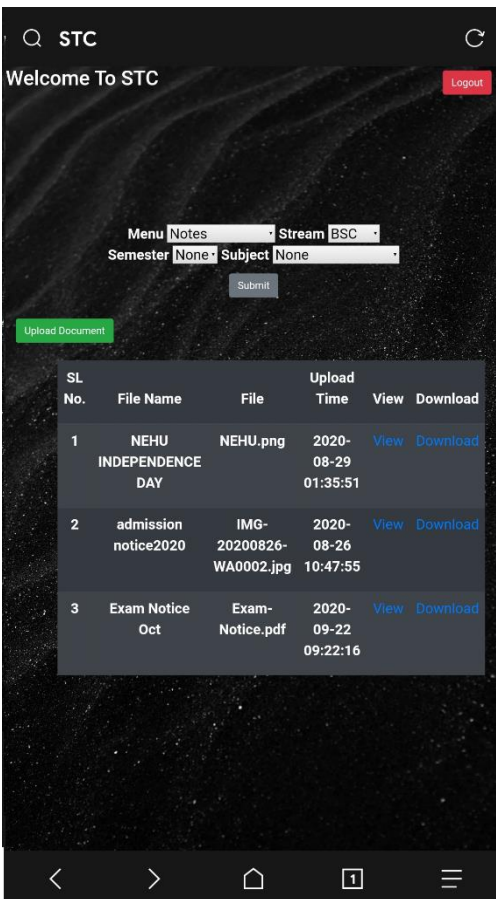 STC
Welcome To STC
Logout
Menu Notes Stream BSC
Semester None Subject None
Submit
Upload Document
SL No. File Name File Upload Time View Download
1 NEHU INDEPENDENCE DAY NEHU.png 2020-08-29 01:35:51 View Download
2 admission notice2020 IMG-20200826-WA0002.jpg 2020-08-26 10:47:55 View Download
3 Exam Notice Oct Exam-Notice.pdf 2020-09-22 09:22:16 View Download
1